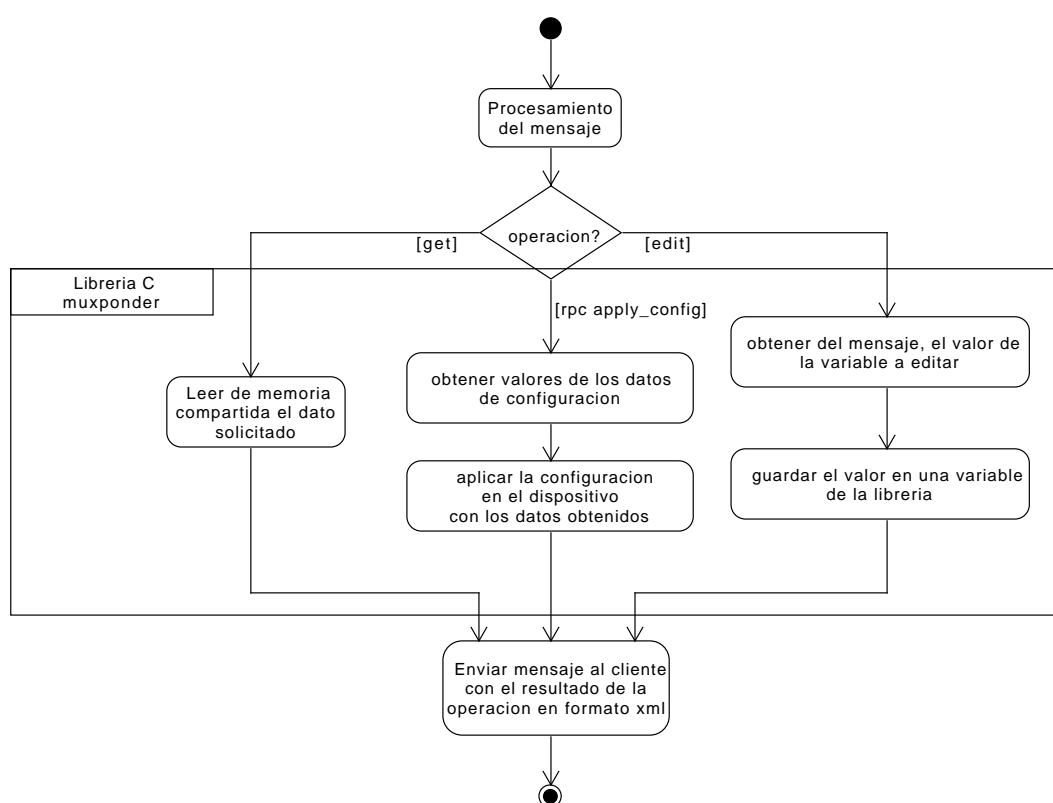 Procesamiento
del mensaje
operacion?
[get]
[edit]
Libreria C
muxponder
[rpc apply_config]
Leer de memoria
compartida el dato
solicitado
obtener valores de los datos
de configuracion
aplicar la configuracion
en el dispositivo
con los datos obtenidos
obtener del mensaje, el valor de
la variable a editar
guardar el valor en una variable
de la libreria
Enviar mensaje al cliente
con el resultado de la
operacion en formato xml